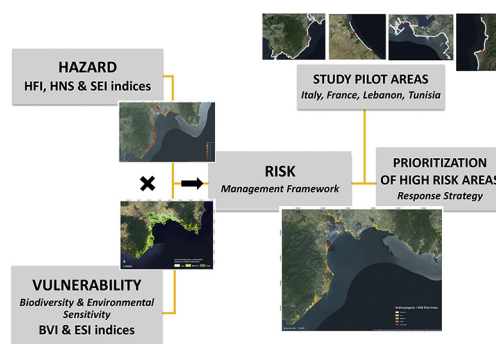 HAZARD
HFI, HNS & SEI indices
STUDY PILOT AREAS
Italy, France, Lebanon, Tunisia
RISK
Management Framework
PRIORITIZATION
OF HIGH RISK AREAS
Response Strategy
VULNERABILITY
Biodiversity & Environmental
Sensitivity
BVI & ESI indices